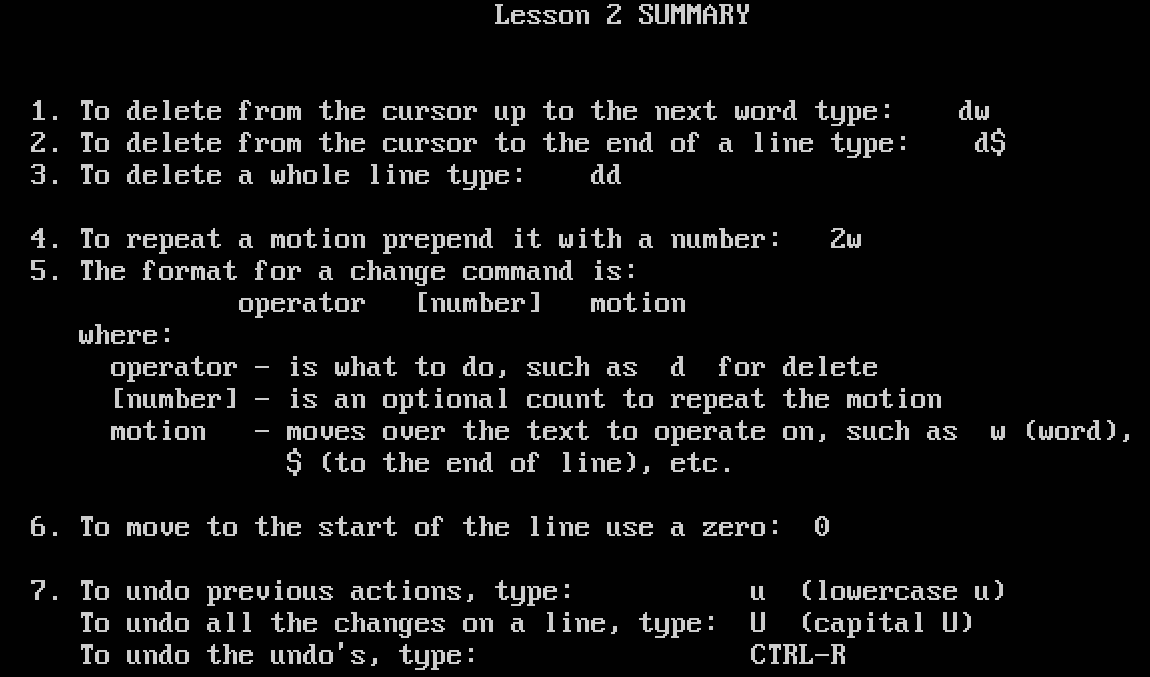 Lesson 2 SUMMARY
1. To delete from the cursor up to the next word type:    dw
2. To delete from the cursor to the end of a line type:    d$
3. To delete a whole line type:    dd
4. To repeat a motion prepend it with a number:   2w
5. The format for a change command is:
operator   [number]   motion
where:
operator - is what to do, such as  d  for delete
[number] - is an optional count to repeat the motion
motion   - moves over the text to operate on, such as  w (word),
$ (to the end of line), etc.
6. To move to the start of the line use a zero:  0
7. To undo previous actions, type:           u  (lowercase u)
To undo all the changes on a line, type:  U  (capital U)
To undo the undo's, type:                 CTRL-R